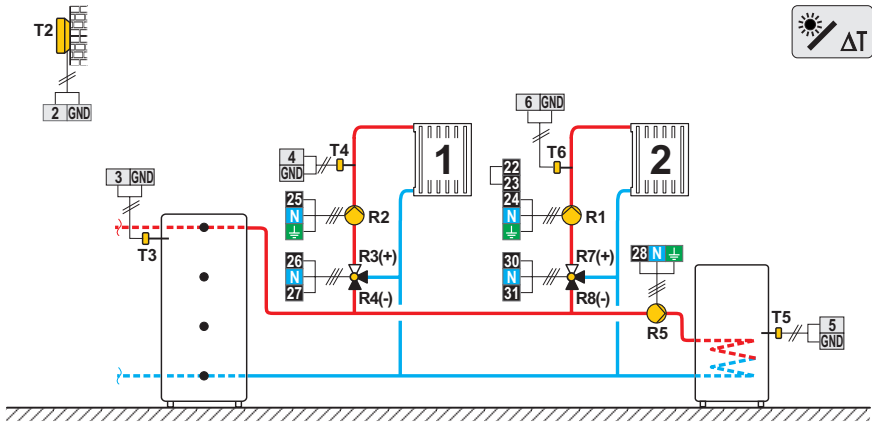 T2
ΔT
2 GND
6 GND
T4
T6
4
GND
1
2
22
23
3 GND
25
N
R2
24
N
R1
T3
R3(+)
R7(+)
28 N
26
N
27
30
N
31
R4(-)
R8(-)
R5
T5
5
GND